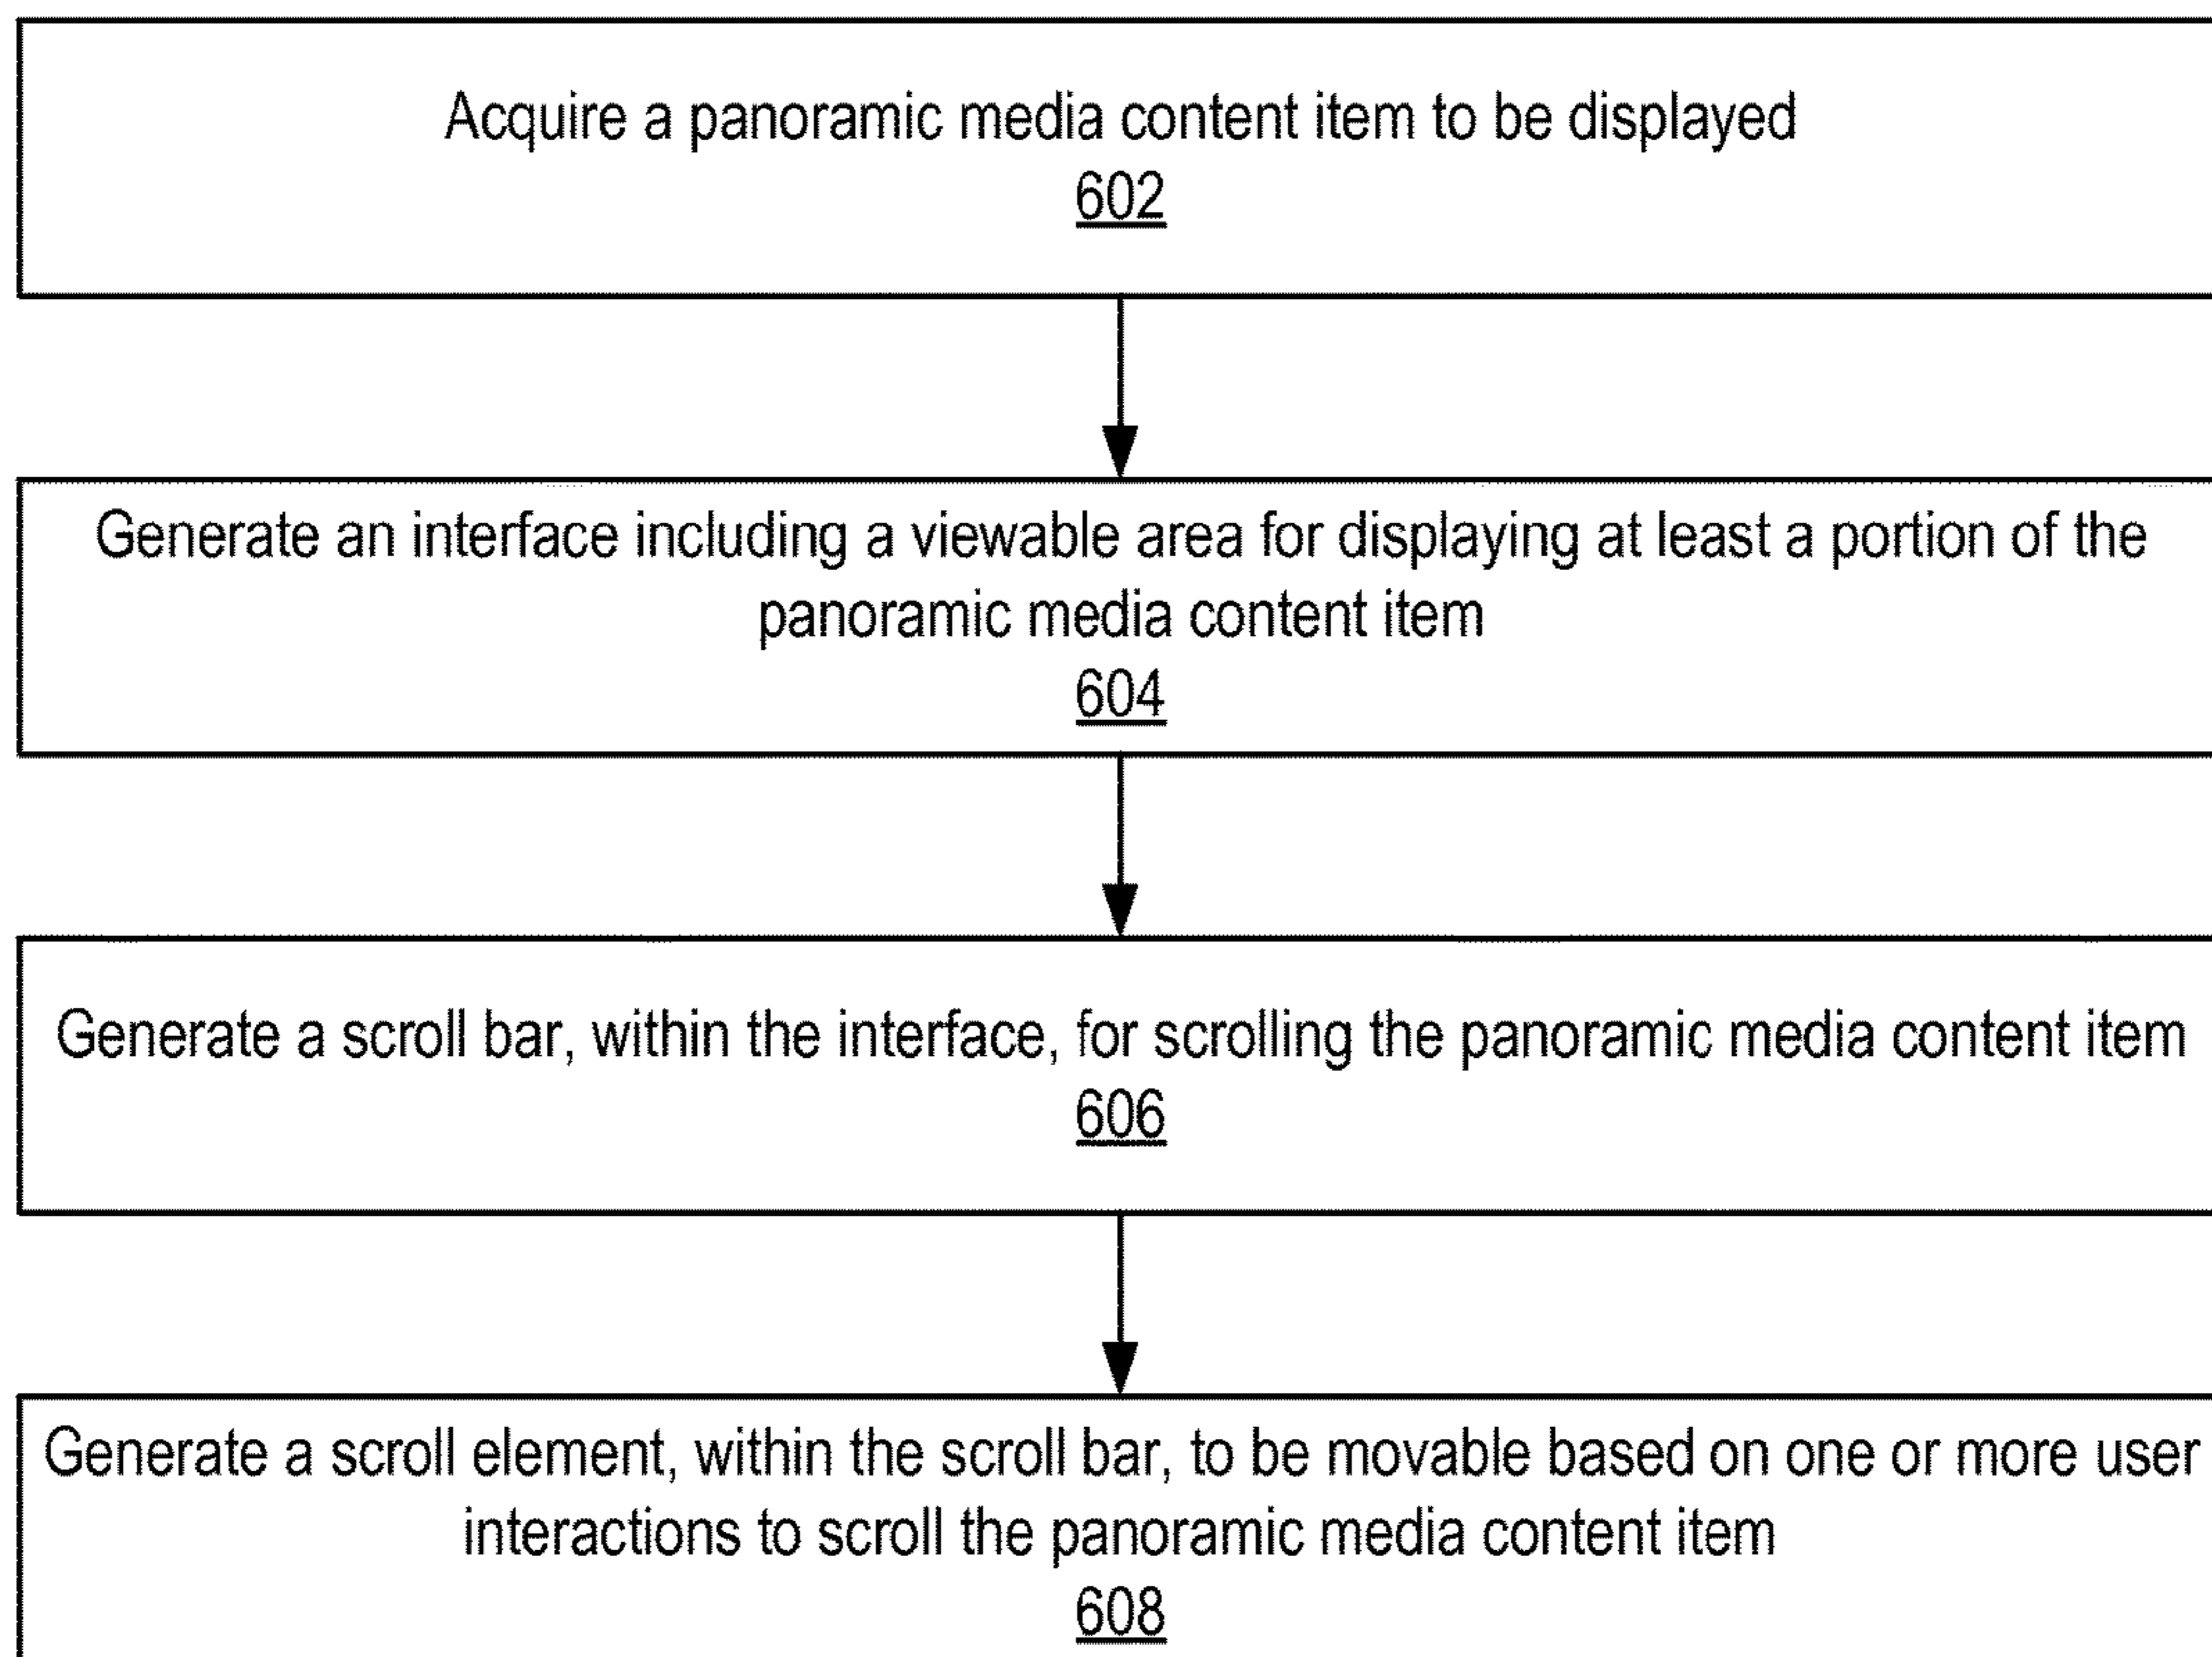 Acquire a panoramic media content item to be displayed
602
Generate an interface including a viewable area for displaying at least a portion of the
panoramic media content item
604
Generate a scroll bar, within the interface, for scrolling the panoramic media content item
606
Generate a scroll element, within the scroll bar, to be movable based on one or more user
interactions to scroll the panoramic media content item
608